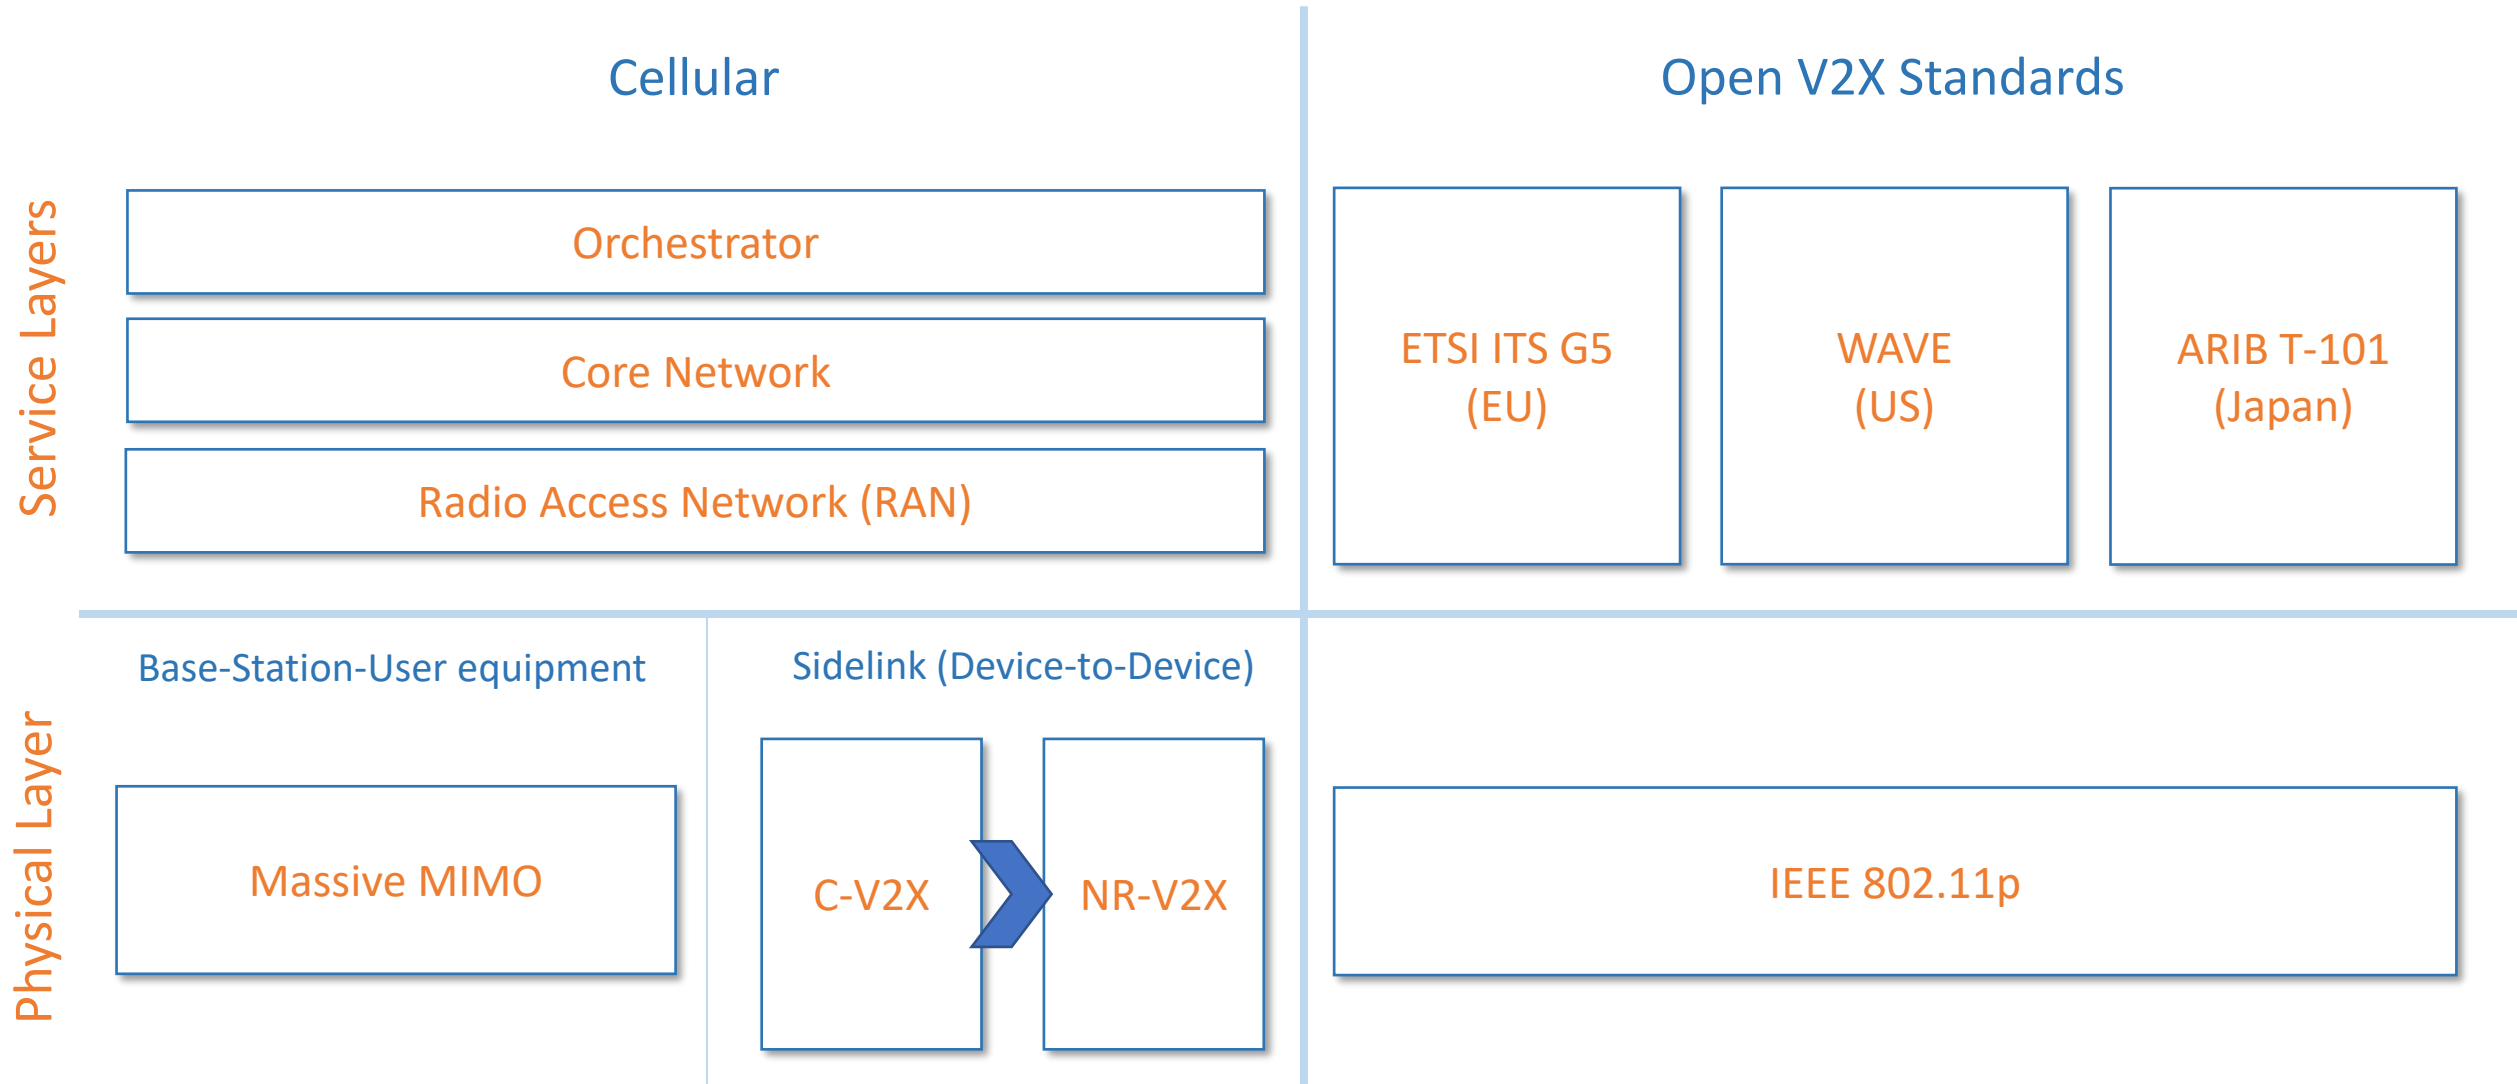 Cellular
Open V2X Standards
Service Layers
Orchestrator
Core Network
Radio Access Network (RAN)
ETSI ITS G5
(EU)
WAVE
(US)
ARIB T-101
(Japan)
Physical Layer
Base-Station-User equipment
Massive MIMO
Sidelink (Device-to-Device)
C-V2X
NR-V2X
IEEE 802.11p